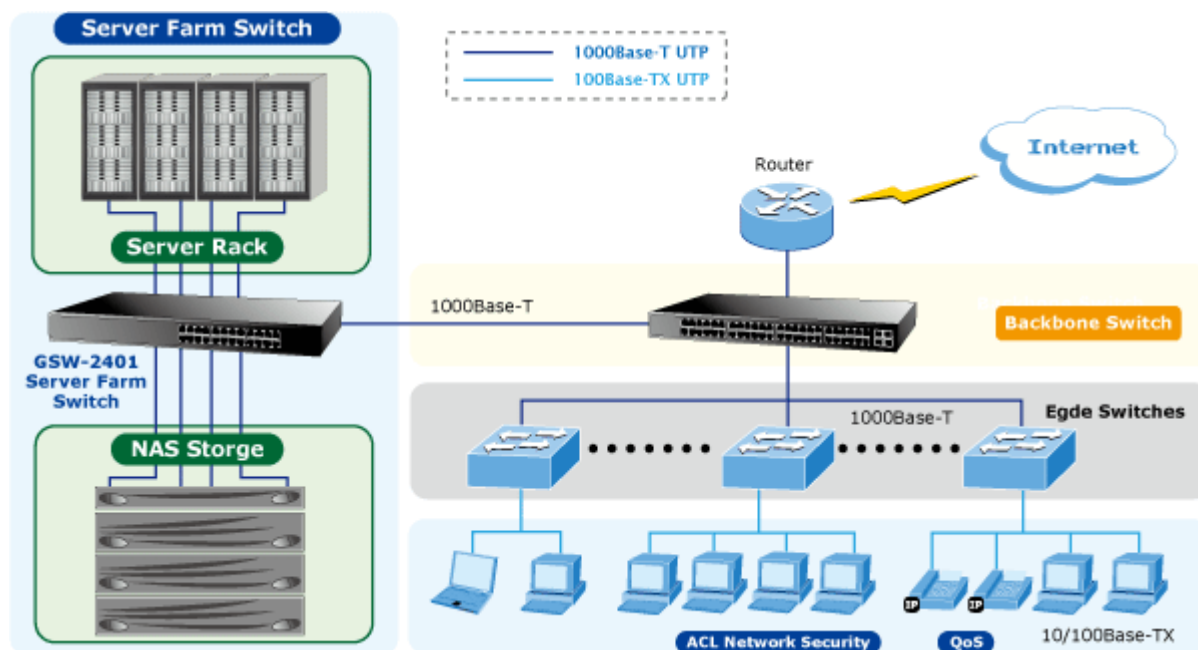 Server Farm Switch
1000Base-T UTP
100Base-TX UTP
Internet
Router
Server Rack
1000Base-T
Backbone Switch
GSW-2401
Server Farm
Switch
1000Base-T
Egde Switches
NAS Storge
IP
IP
ACL Network Security
QoS
10/100Base-TX